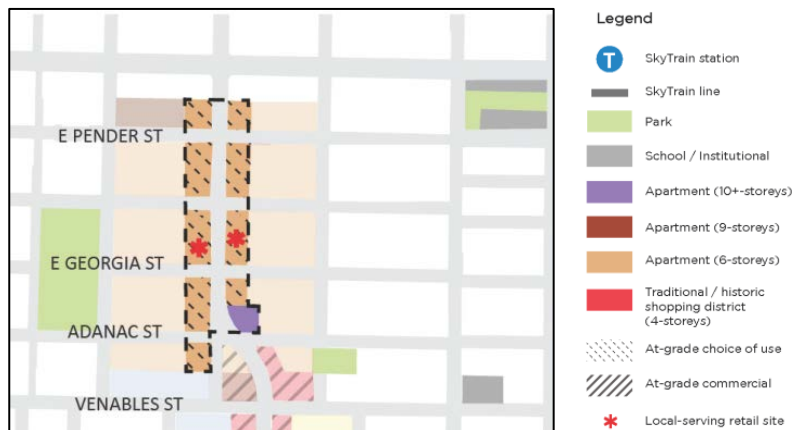 E PENDER ST
E GEORGIA ST
ADANAC ST
VENABLES ST
Legend
T
SkyTrain station
SkyTrain line
Park
School / Institutional
Apartment (10+-storeys)
Apartment (9-storeys)
Apartment (6-storeys)
Traditional / historic
shopping district
(4-storeys)
At-grade choice of use
At-grade commercial
Local-serving retail site